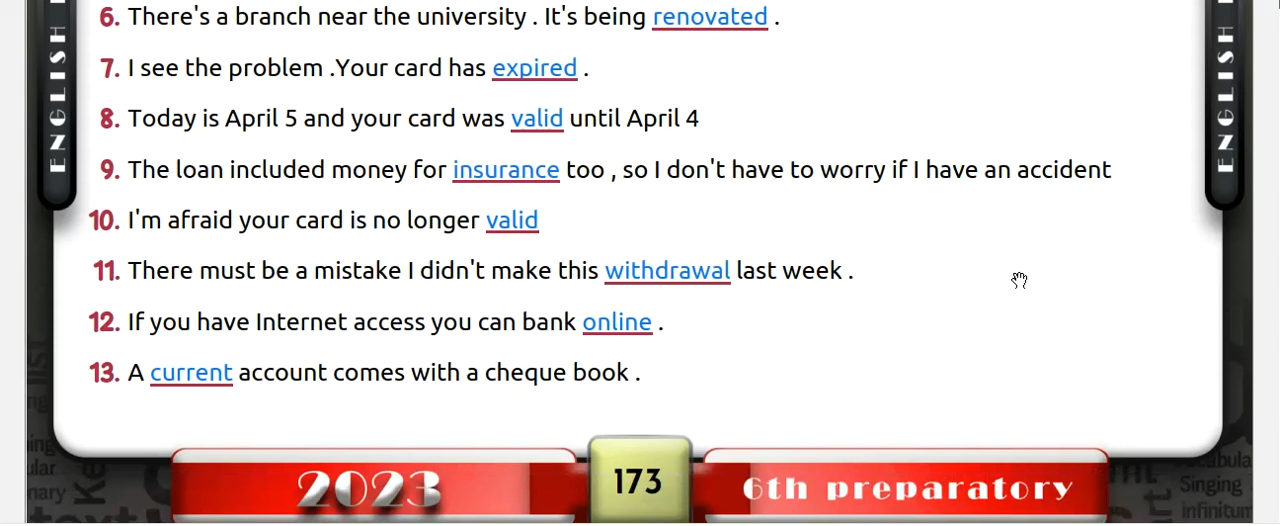 6. There's a branch near the university . It's being renovated .
7. I see the problem .Your card has expired .
8. Today is April 5 and your card was valid until April 4
9. The loan included money for insurance too , so I don't have to worry if I have an accident
10. I'm afraid your card is no longer valid
11. There must be a mistake I didn't make this withdrawal last week .
12. If you have Internet access you can bank online .
13. A current account comes with a cheque book .
ENGLISH
ENGLISH
2023
173
6th preparatory
Singing
infinitum